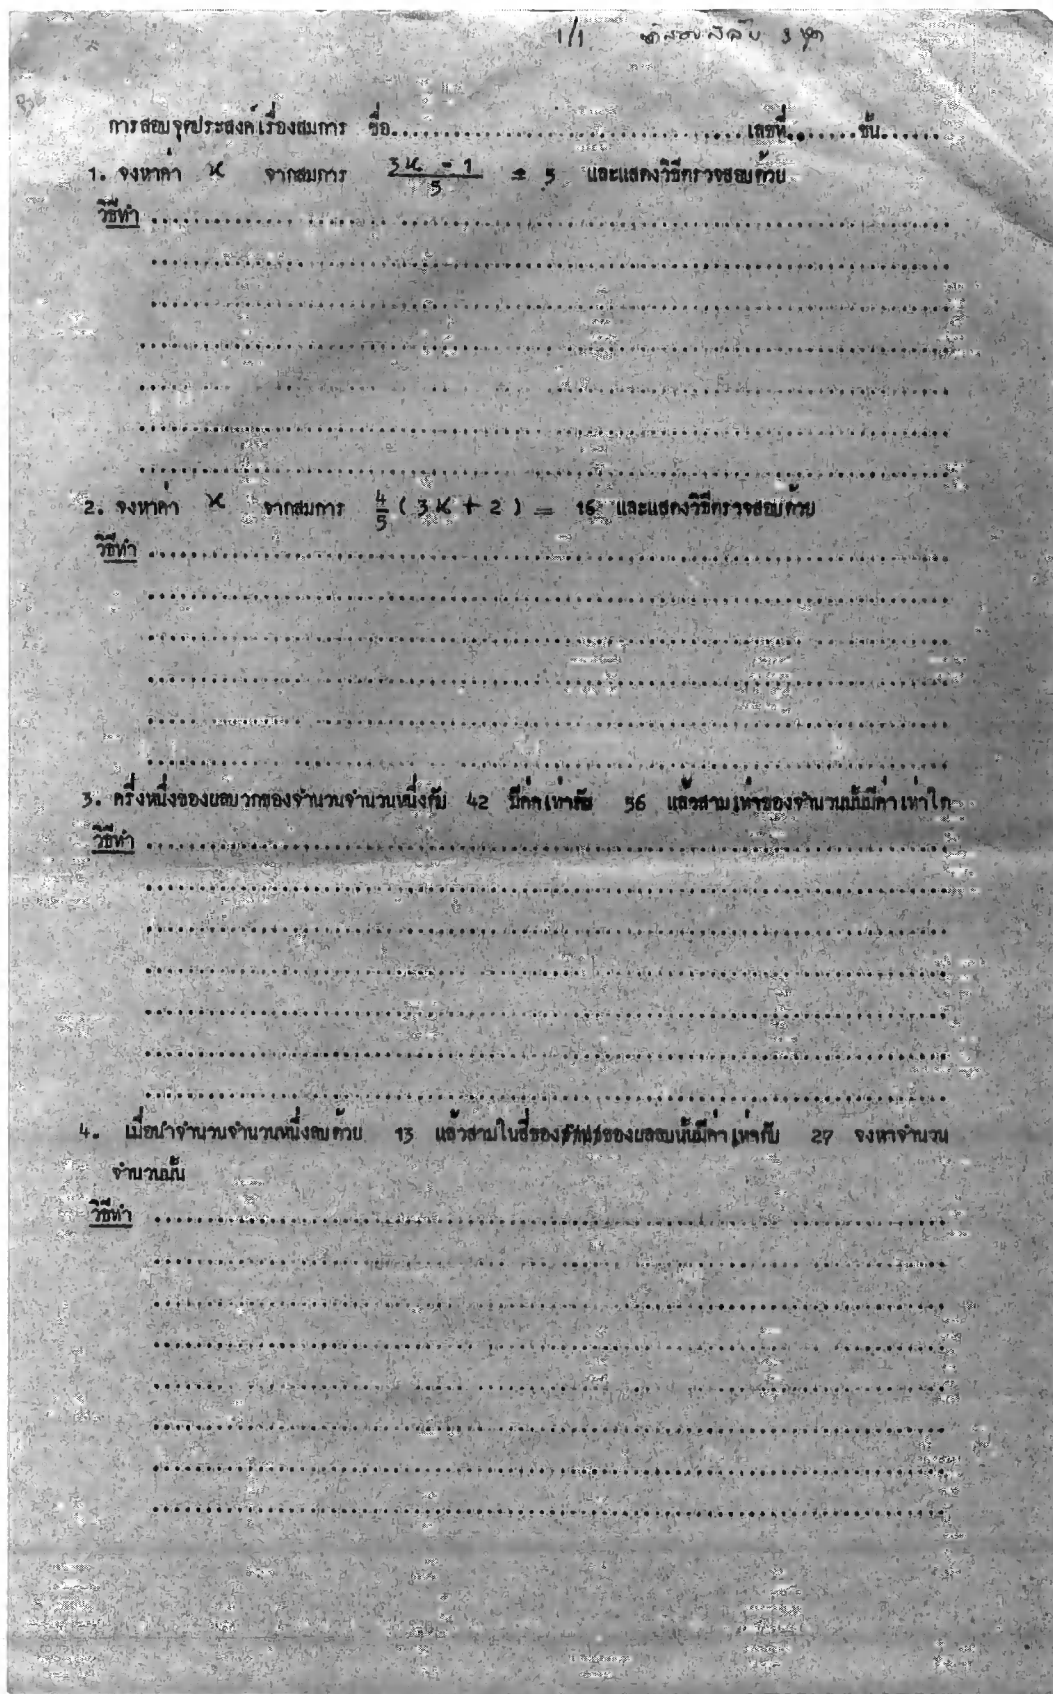 1/1
การสอบจุดประสงค์เรื่องสมการ ชื่อ........................................เลขที่.......ชั้น......
1. จงหาค่า x จากสมการ 3x - 1 / 5 = 5 และแสดงวิธีตรวจสอบด้วย
วิธีทำ
2. จงหาค่า x จากสมการ 4/5 ( 3x + 2 ) = 16 และแสดงวิธีตรวจสอบด้วย
วิธีทำ
3. ครึ่งหนึ่งของผลบวกของจำนวนจำนวนหนึ่งกับ 42 มีค่าเท่ากับ 56 แล้วสามเท่าของจำนวนนั้นมีค่าเท่าใด
วิธีทำ
4. เมื่อนำจำนวนจำนวนหนึ่งลบด้วย 13 แล้วสามในสี่ของของผลลบนั้นมีค่าเท่ากับ 27 จงหาจำนวน
จำนวนนั้น
วิธีทำ